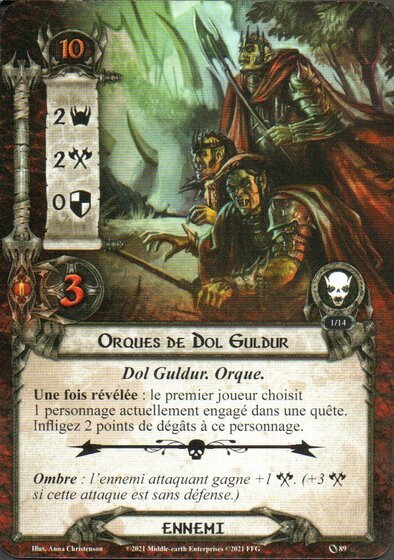 10
2
2
0
3
1/14
Orques de Dol Guldur
Dol Guldur. Orque.
Une fois révélée : le premier joueur choisit
1 personnage actuellement engagé dans une quête.
Infligez 2 points de dégâts à ce personnage.
Ombre : l'ennemi attaquant gagne +1 . (+3
si cette attaque est sans défense.)
ENNEMI
Illus. Anna Christenson ©2021 Middle-earth Enterprises ©2021 FFG 89